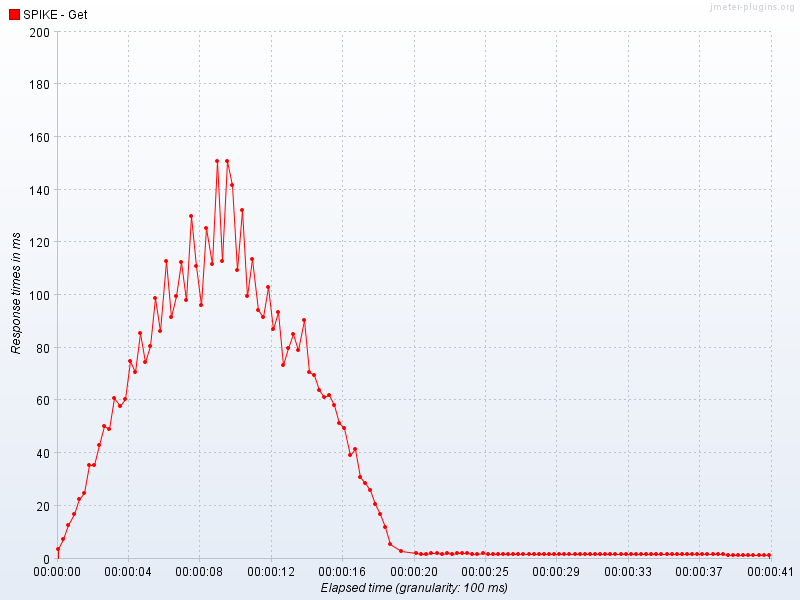 jmeter-plugins.org
SPIKE - Get
200
180
160
140
120
100
80
60
40
20
0
Response times in ms
00:00:00 00:00:04 00:00:08 00:00:12 00:00:16 00:00:20 00:00:25 00:00:29 00:00:33 00:00:37 00:00:41
Elapsed time (granularity: 100 ms)